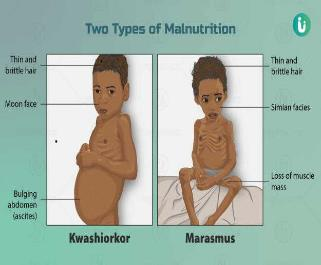 Two Types of Malnutrition
Thin and
brittle hair
Moon face
Bulging
abdomen
(ascites)
Thin and
brittle hair
Simian facies
Loss of muscle
mass
Kwashiorkor
Marasmus